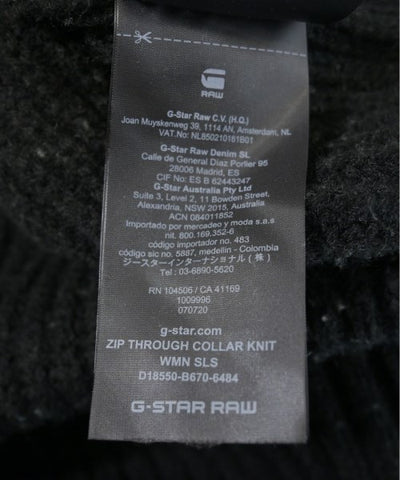 RAW
G-Star Raw C.V. (H.Q.)
Joan Muyskenweg 39, 1114 AN, Amsterdam, NL
VAT.No: NL850210161B01
G-Star Raw Denim SL
Calle de General Diaz Porlier 95
28006 Madrid, ES
CIF No: ES B 62443247
G-Star Australia Pty Ltd
Suite 3, Level 2, 11 Bowden Street,
Alexandria. NSW 2015, Australia
ACN 084011852
Importado por mercadeo y moda s.a.s
nit. 800.169.352-6
código importador no. 483
código sic no. 5887, medellin - Colombia
ジースターインターナショナル (株)
Tel : 03-6890-5620
RN 104506 / CA 41169
1009996
070720
g-star.com
ZIP THROUGH COLLAR KNIT
WMN SLS
D18550-B670-6484
G-STAR RAW